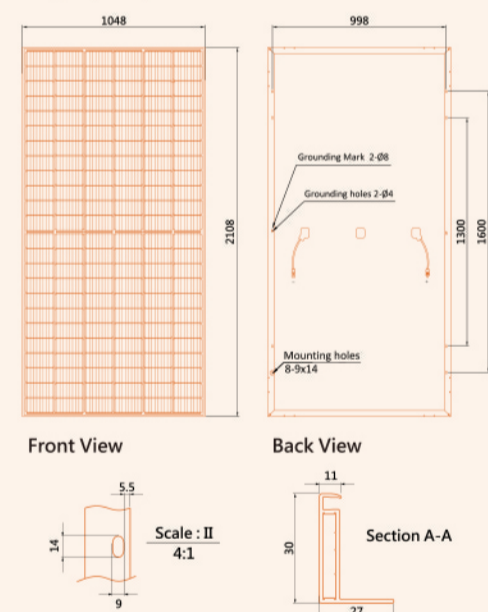 1048
998
2108
Grounding Mark 2-Ø8
Grounding holes 2-Ø4
1300
1600
Mounting holes
8-9x14
Front View
Back View
5.5
14
9
Scale : II
4:1
11
30
Section A-A
27